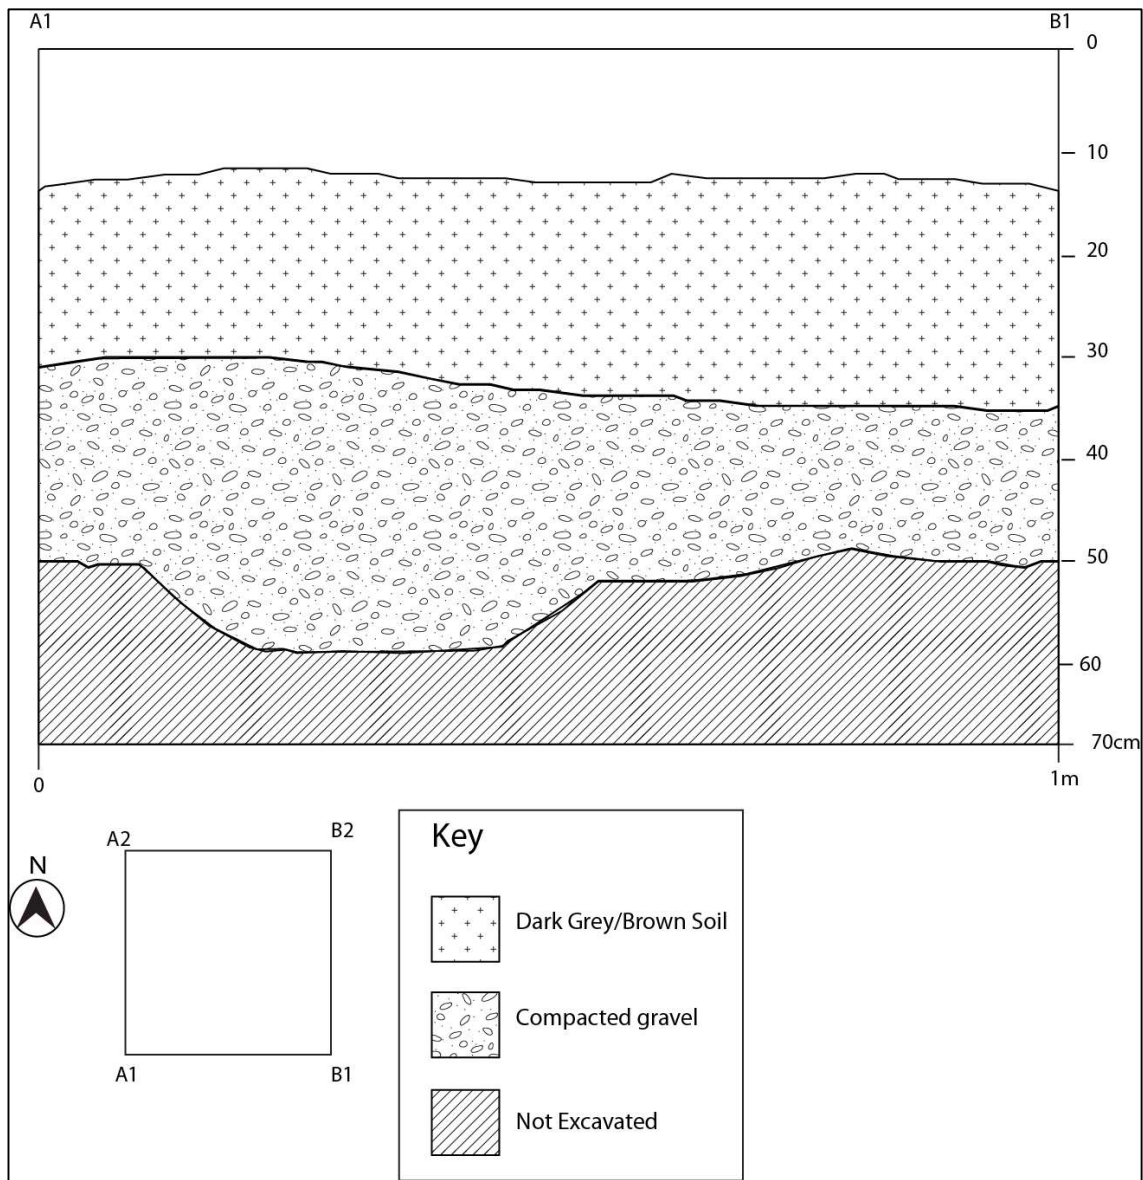 A1 B1
0
10
20
30
40
50
60
70cm
0 1m
A2 B2
N
A1 B1
Key
Dark Grey/Brown Soil
Compacted gravel
Not Excavated